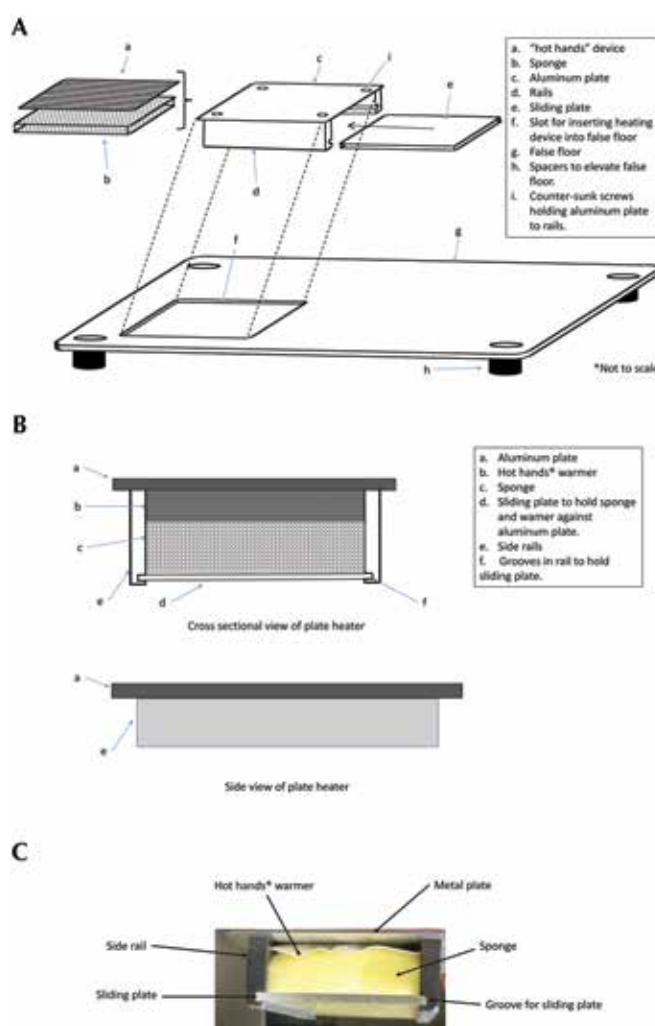 A
a
c
i
e
b
d
f
g
h
a. "hot hands" device
b. Sponge
c. Aluminum plate
d. Rails
e. Sliding plate
f. Slot for inserting heating
device into false floor
g. False floor
h. Spacers to elevate false
floor.
i. Counter-sunk screws
holding aluminum plate
to rails.
*Not to scale
B
a
b
c
e
d
f
Cross sectional view of plate heater
a. Aluminum plate
b. Hot hands® warmer
c. Sponge
d. Sliding plate to hold sponge
and warmer against
aluminum plate.
e. Side rails
f. Grooves in rail to hold
sliding plate.
a
e
Side view of plate heater
C
Hot hands® warmer
Metal plate
Side rail
Sponge
Sliding plate
Groove for sliding plate